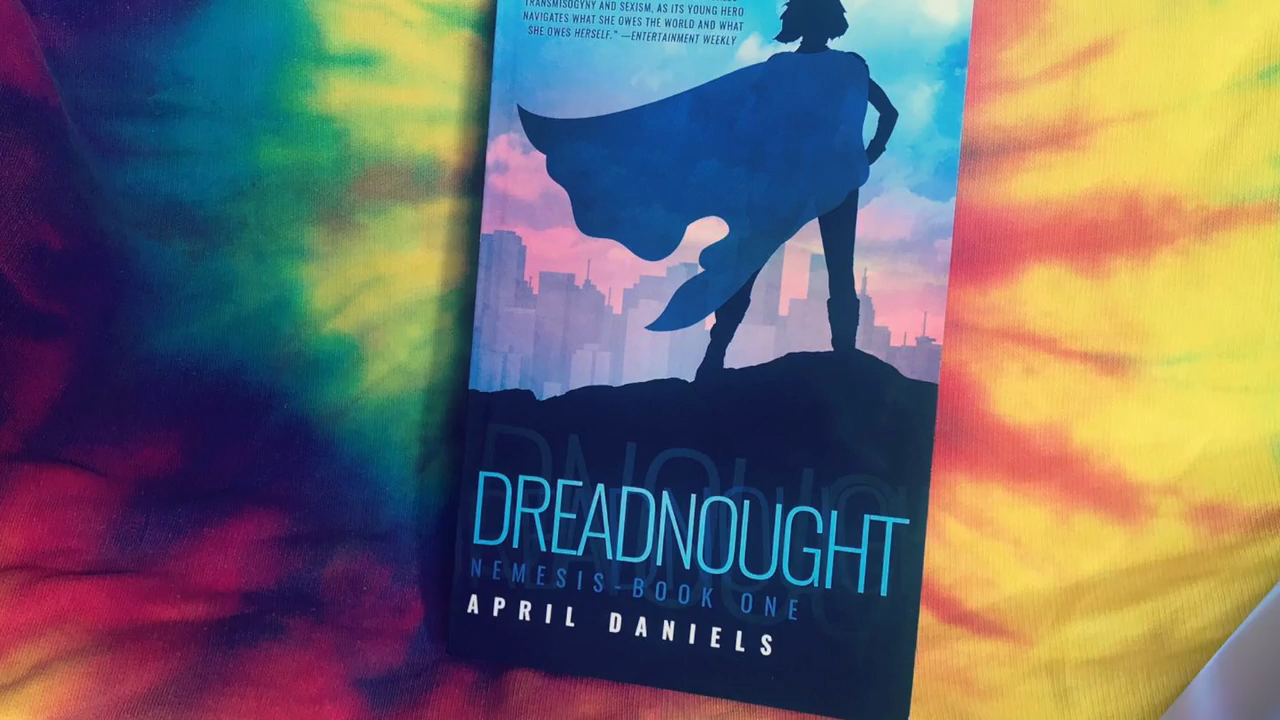 TRANSMISOGYNY AND SEXISM, AS ITS YOUNG HERO
NAVIGATES WHAT SHE OWES THE WORLD AND WHAT
SHE OWES HERSELF." —ENTERTAINMENT WEEKLY
DREADNOUGHT
NEMESIS-BOOK ONE
APRIL DANIELS